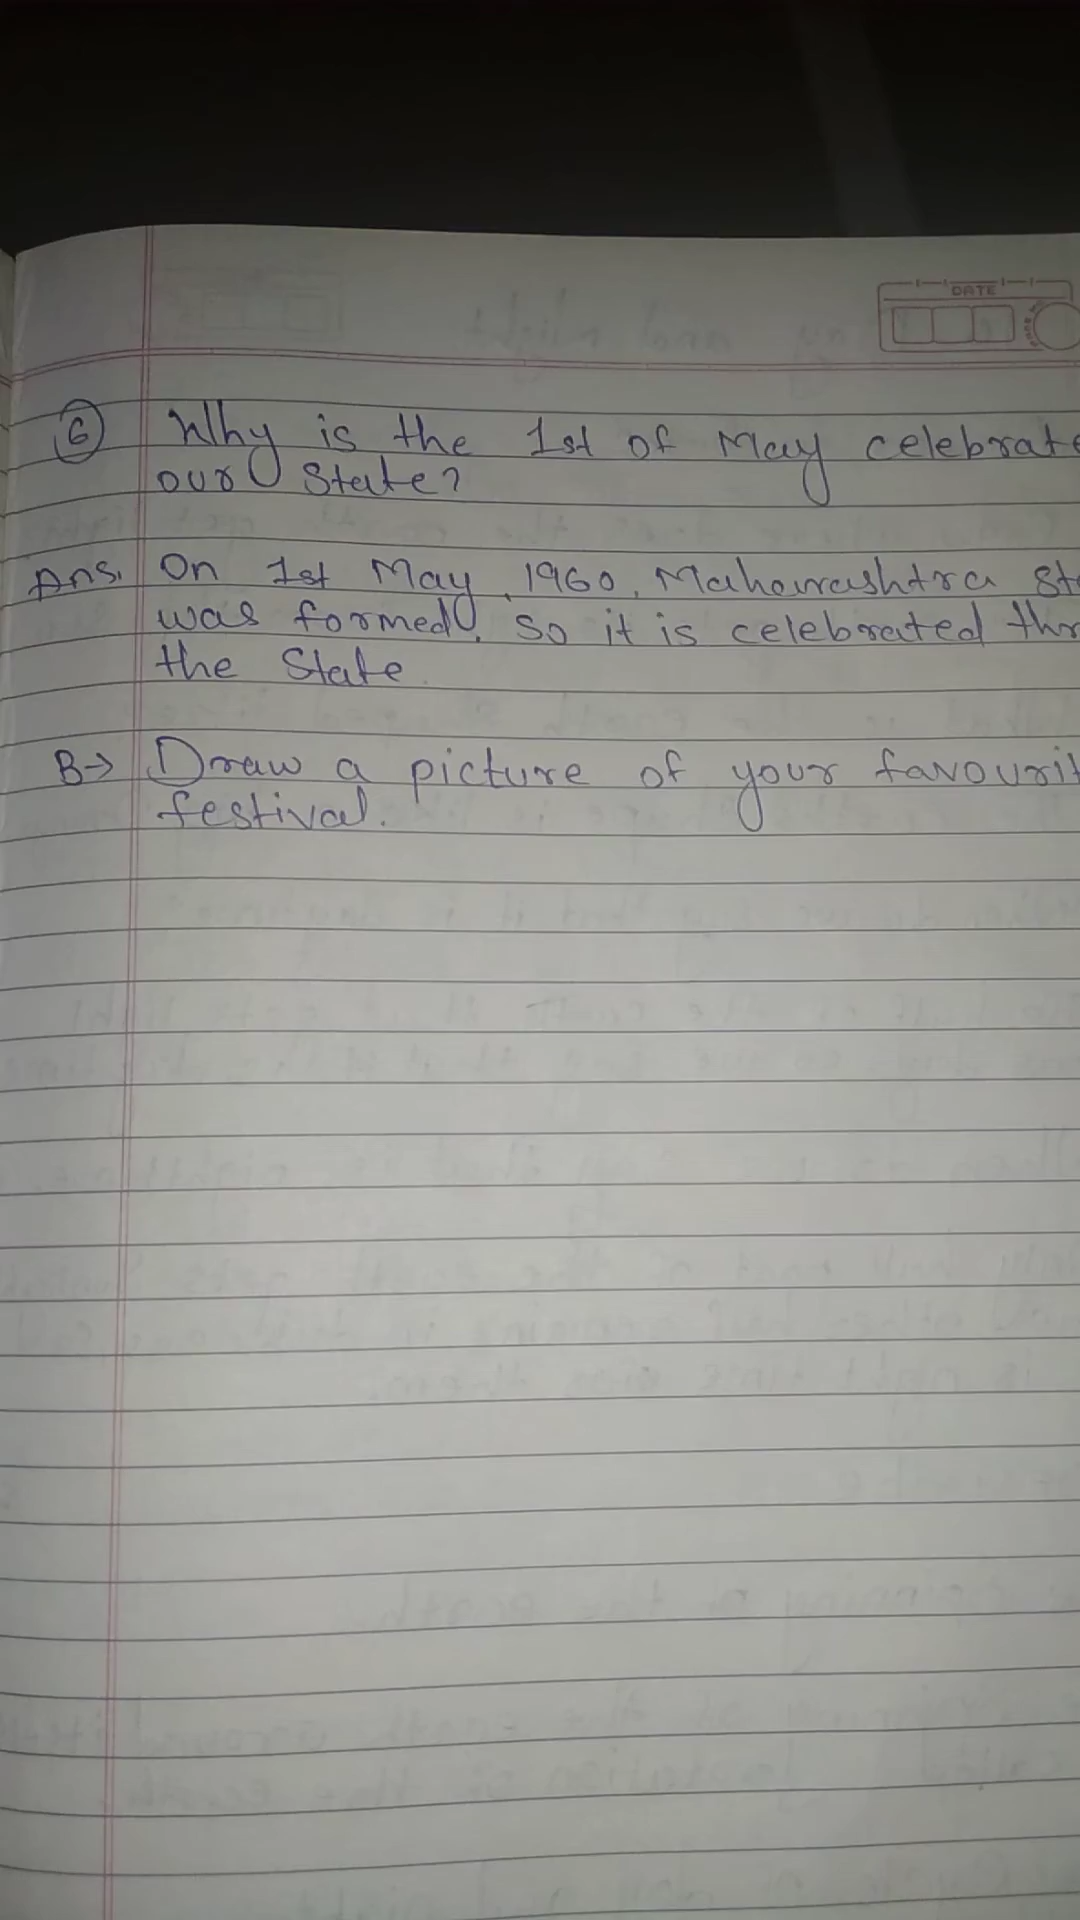 DATE
6 Why is the 1st of May celebrate
our State?
Ans. On 1st May, 1960, Maharashtra St
was formed, so it is celebrated thr
the State
B→ Draw a picture of your favourit
festival.